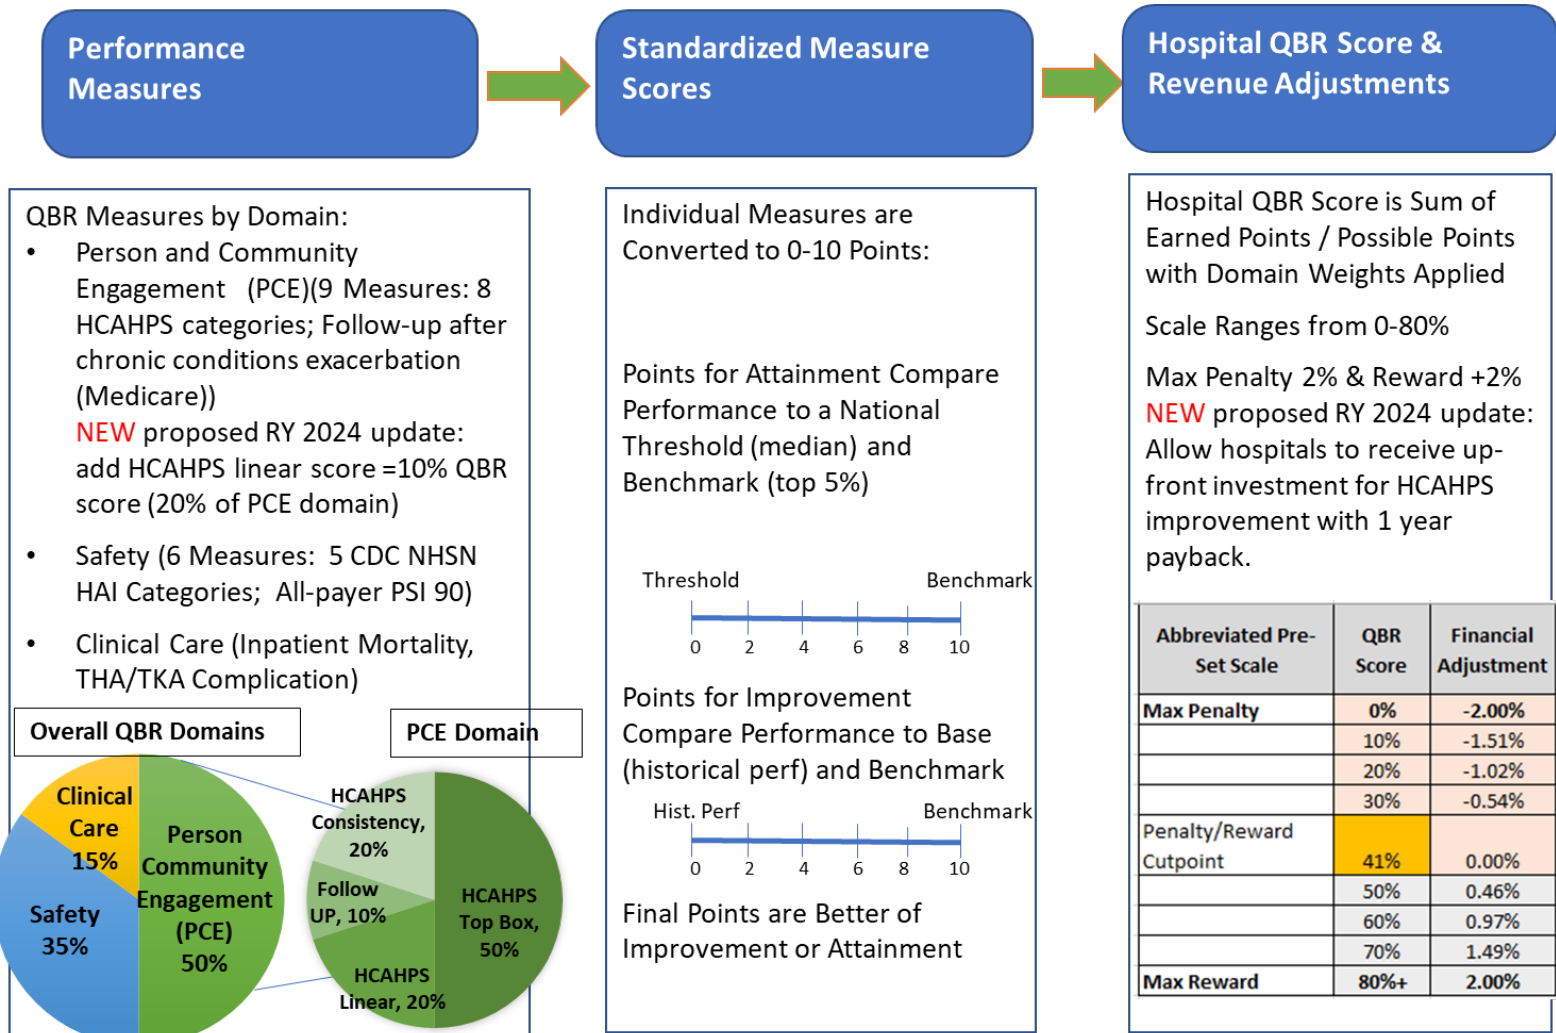 Performance
Measures
Standardized Measure
Scores
Hospital QBR Score &
Revenue Adjustments
QBR Measures by Domain:
• Person and Community
Engagement (PCE)(9 Measures: 8
HCAHPS categories; Follow-up after
chronic conditions exacerbation
(Medicare))
NEW proposed RY 2024 update:
add HCAHPS linear score =10% QBR
score (20% of PCE domain)
• Safety (6 Measures: 5 CDC NHSN
HAI Categories; All-payer PSI 90)
• Clinical Care (Inpatient Mortality,
THA/TKA Complication)
Overall QBR Domains
Clinical
Care
15%
Person
Community
Engagement
(PCE)
50%
Safety
35%
PCE Domain
HCAHPS
Consistency,
20%
Follow
UP, 10%
HCAHPS
Top Box,
50%
HCAHPS
Linear, 20%
Individual Measures are
Converted to 0-10 Points:
Points for Attainment Compare
Performance to a National
Threshold (median) and
Benchmark (top 5%)
Threshold Benchmark
0 2 4 6 8 10
Points for Improvement
Compare Performance to Base
(historical perf) and Benchmark
Hist. Perf Benchmark
0 2 4 6 8 10
Final Points are Better of
Improvement or Attainment
Hospital QBR Score is Sum of
Earned Points / Possible Points
with Domain Weights Applied
Scale Ranges from 0-80%
Max Penalty 2% & Reward +2%
NEW proposed RY 2024 update:
Allow hospitals to receive up-
front investment for HCAHPS
improvement with 1 year
payback.
Abbreviated Pre- QBR Financial
Set Scale Score Adjustment
Max Penalty 0% -2.00%
10% -1.51%
20% -1.02%
30% -0.54%
Penalty/Reward
Cutpoint 41% 0.00%
50% 0.46%
60% 0.97%
70% 1.49%
Max Reward 80%+ 2.00%